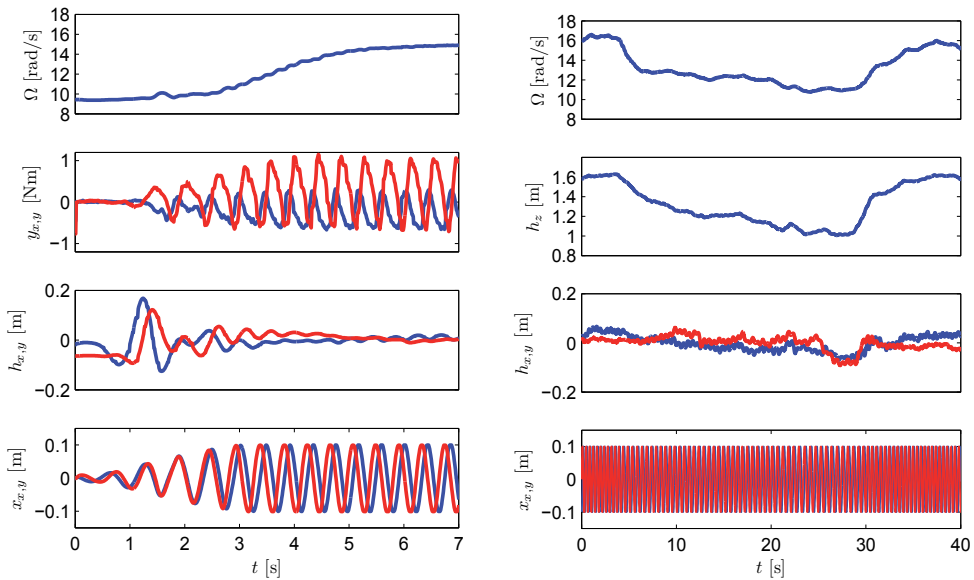 18
16
14
12
10
8
Ω [rad/s]
1
0
−1
y_{x,y} [Nm]
0.2
0
−0.2
h_{x,y} [m]
0.1
0
−0.1
x_{x,y} [m]
0 1 2 3 4 5 6 7
t [s]
18
16
14
12
10
8
Ω [rad/s]
1.6
1.2
1
0.8
h_z [m]
0.2
0
−0.2
h_{x,y} [m]
0.1
0
−0.1
x_{x,y} [m]
0 10 20 30 40
t [s]